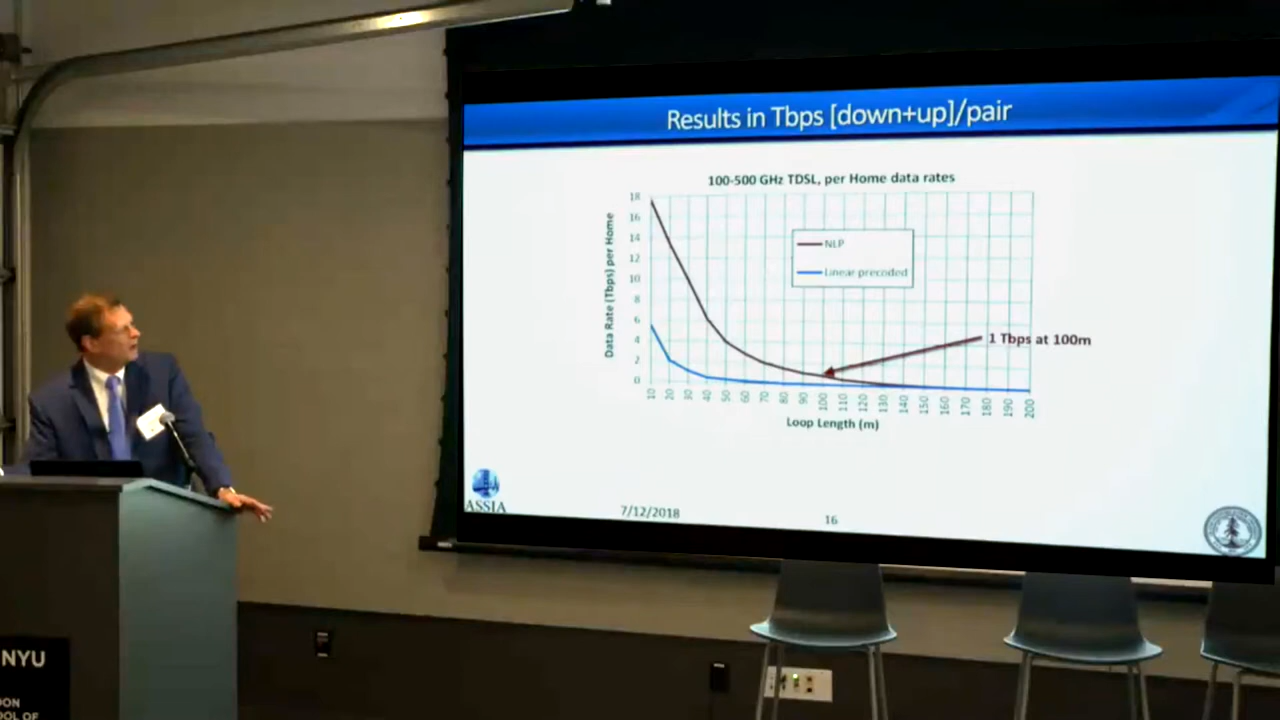 Results in Tbps [down+up]/pair
100-500 GHz TDSL, per Home data rates
Data Rate (Tbps) per Home
18
16
14
12
10
8
6
4
2
0
NLP
Linear precoded
1 Tbps at 100m
10 20 30 40 50 60 70 80 90 100 110 120 130 140 150 160 170 180 190 200
Loop Length (m)
ASSIA
7/12/2018
16
NYU
DON
OOL OF